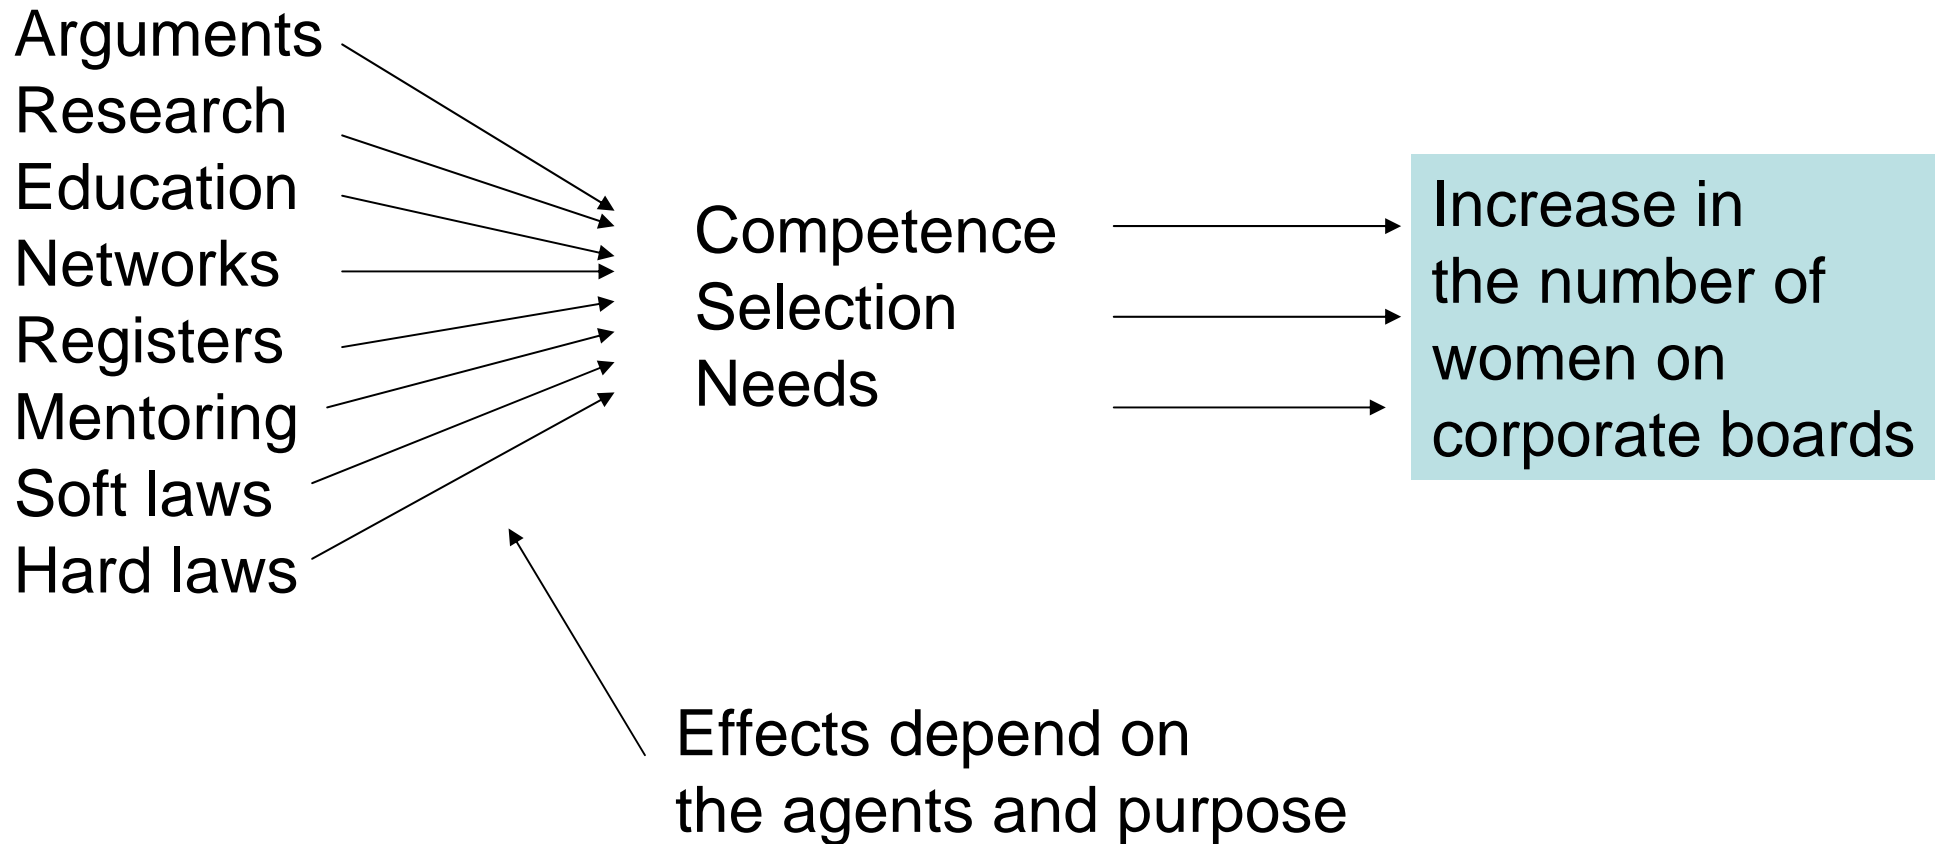 Arguments
Research
Education
Networks
Registers
Mentoring
Soft laws
Hard laws
Competence
Selection
Needs
Increase in
the number of
women on
corporate boards
Effects depend on
the agents and purpose